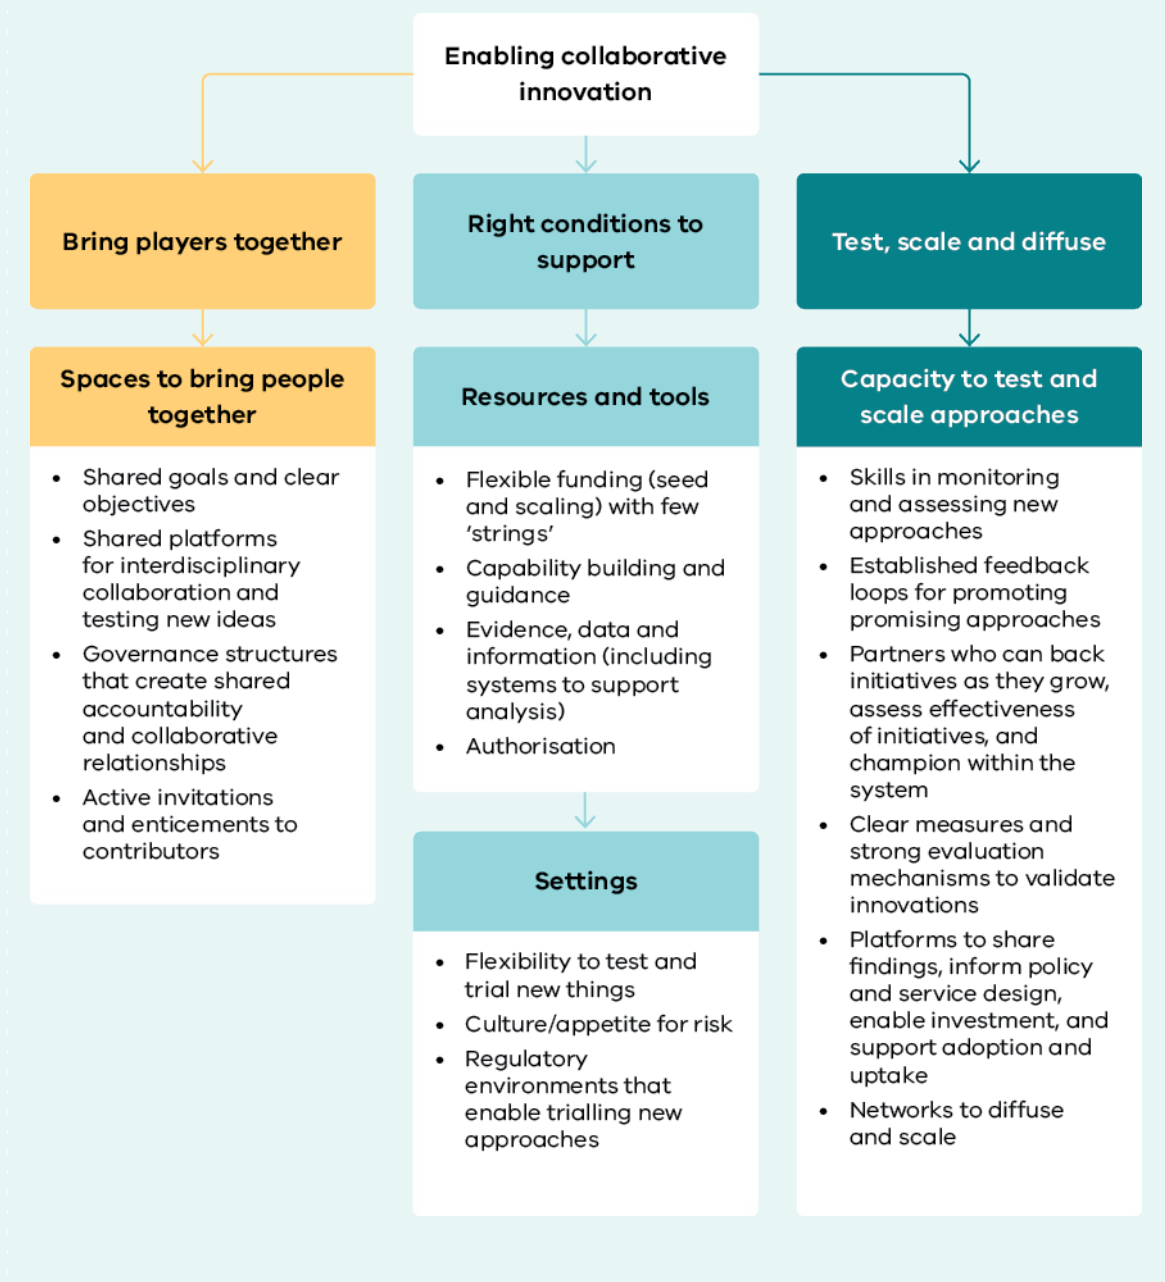 Enabling collaborative
innovation
Bring players together
Right conditions to
support
Test, scale and diffuse
Spaces to bring people
together
• Shared goals and clear
objectives
• Shared platforms
for interdisciplinary
collaboration and
testing new ideas
• Governance structures
that create shared
accountability
and collaborative
relationships
• Active invitations
and enticements to
contributors
Resources and tools
• Flexible funding (seed
and scaling) with few
‘strings’
• Capability building and
guidance
• Evidence, data and
information (including
systems to support
analysis)
• Authorisation
Settings
• Flexibility to test and
trial new things
• Culture/appetite for risk
• Regulatory
environments that
enable trialling new
approaches
Capacity to test and
scale approaches
• Skills in monitoring
and assessing new
approaches
• Established feedback
loops for promoting
promising approaches
• Partners who can back
initiatives as they grow,
assess effectiveness
of initiatives, and
champion within the
system
• Clear measures and
strong evaluation
mechanisms to validate
innovations
• Platforms to share
findings, inform policy
and service design,
enable investment, and
support adoption and
uptake
• Networks to diffuse
and scale